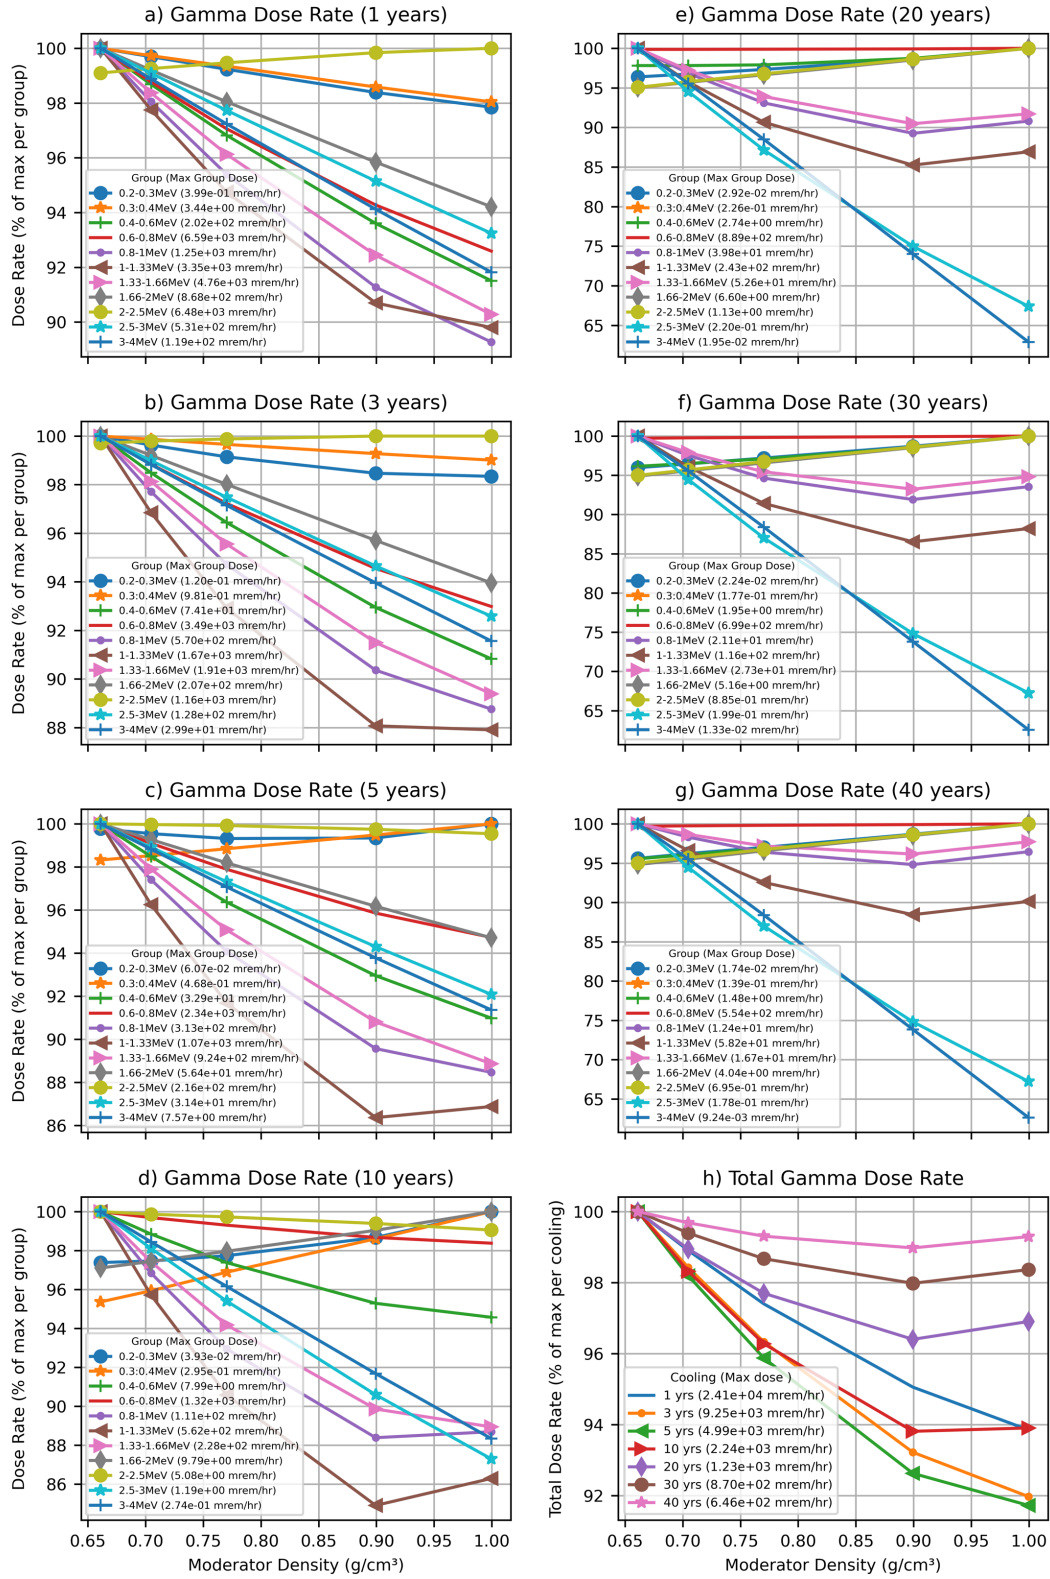 a) Gamma Dose Rate (1 years)
Dose Rate (% of max per group)
100
98
96
94
92
90
Group (Max Group Dose)
0.2-0.3MeV (3.99e-01 mrem/hr)
0.3:0.4MeV (3.44e+00 mrem/hr)
0.4-0.6MeV (2.02e+02 mrem/hr)
0.6-0.8MeV (6.59e+03 mrem/hr)
0.8-1MeV (1.25e+03 mrem/hr)
1-1.33MeV (3.35e+03 mrem/hr)
1.33-1.66MeV (4.76e+03 mrem/hr)
1.66-2MeV (8.68e+02 mrem/hr)
2-2.5MeV (6.48e+03 mrem/hr)
2.5-3MeV (5.31e+02 mrem/hr)
3-4MeV (1.19e+02 mrem/hr)
b) Gamma Dose Rate (3 years)
Dose Rate (% of max per group)
100
98
96
94
92
90
88
Group (Max Group Dose)
0.2-0.3MeV (1.20e-01 mrem/hr)
0.3:0.4MeV (9.81e-01 mrem/hr)
0.4-0.6MeV (7.41e+01 mrem/hr)
0.6-0.8MeV (3.49e+03 mrem/hr)
0.8-1MeV (5.70e+02 mrem/hr)
1-1.33MeV (1.67e+03 mrem/hr)
1.33-1.66MeV (1.91e+03 mrem/hr)
1.66-2MeV (2.07e+02 mrem/hr)
2-2.5MeV (1.16e+03 mrem/hr)
2.5-3MeV (1.28e+02 mrem/hr)
3-4MeV (2.99e+01 mrem/hr)
c) Gamma Dose Rate (5 years)
Dose Rate (% of max per group)
100
98
96
94
92
90
88
86
Group (Max Group Dose)
0.2-0.3MeV (6.07e-02 mrem/hr)
0.3:0.4MeV (4.68e-01 mrem/hr)
0.4-0.6MeV (3.29e+01 mrem/hr)
0.6-0.8MeV (2.34e+03 mrem/hr)
0.8-1MeV (3.13e+02 mrem/hr)
1-1.33MeV (1.07e+03 mrem/hr)
1.33-1.66MeV (9.24e+02 mrem/hr)
1.66-2MeV (5.64e+01 mrem/hr)
2-2.5MeV (2.16e+02 mrem/hr)
2.5-3MeV (3.14e+01 mrem/hr)
3-4MeV (7.57e+00 mrem/hr)
d) Gamma Dose Rate (10 years)
Dose Rate (% of max per group)
100
98
96
94
92
90
88
86
Group (Max Group Dose)
0.2-0.3MeV (3.93e-02 mrem/hr)
0.3:0.4MeV (2.95e-01 mrem/hr)
0.4-0.6MeV (7.99e+00 mrem/hr)
0.6-0.8MeV (1.32e+03 mrem/hr)
0.8-1MeV (1.11e+02 mrem/hr)
1-1.33MeV (5.62e+02 mrem/hr)
1.33-1.66MeV (2.28e+02 mrem/hr)
1.66-2MeV (9.79e+00 mrem/hr)
2-2.5MeV (5.08e+00 mrem/hr)
2.5-3MeV (1.19e+00 mrem/hr)
3-4MeV (2.74e-01 mrem/hr)
0.65 0.70 0.75 0.80 0.85 0.90 0.95 1.00
Moderator Density (g/cm³)
e) Gamma Dose Rate (20 years)
100
95
90
85
80
75
70
65
Group (Max Group Dose)
0.2-0.3MeV (2.92e-02 mrem/hr)
0.3:0.4MeV (2.26e-01 mrem/hr)
0.4-0.6MeV (2.74e+00 mrem/hr)
0.6-0.8MeV (8.89e+02 mrem/hr)
0.8-1MeV (3.98e+01 mrem/hr)
1-1.33MeV (2.43e+02 mrem/hr)
1.33-1.66MeV (5.26e+01 mrem/hr)
1.66-2MeV (6.60e+00 mrem/hr)
2-2.5MeV (1.13e+00 mrem/hr)
2.5-3MeV (2.20e-01 mrem/hr)
3-4MeV (1.95e-02 mrem/hr)
f) Gamma Dose Rate (30 years)
100
95
90
85
80
75
70
65
Group (Max Group Dose)
0.2-0.3MeV (2.24e-02 mrem/hr)
0.3:0.4MeV (1.77e-01 mrem/hr)
0.4-0.6MeV (1.95e+00 mrem/hr)
0.6-0.8MeV (6.99e+02 mrem/hr)
0.8-1MeV (2.11e+01 mrem/hr)
1-1.33MeV (1.16e+02 mrem/hr)
1.33-1.66MeV (2.73e+01 mrem/hr)
1.66-2MeV (5.16e+00 mrem/hr)
2-2.5MeV (8.85e-01 mrem/hr)
2.5-3MeV (1.99e-01 mrem/hr)
3-4MeV (1.33e-02 mrem/hr)
g) Gamma Dose Rate (40 years)
100
95
90
85
80
75
70
65
Group (Max Group Dose)
0.2-0.3MeV (1.74e-02 mrem/hr)
0.3:0.4MeV (1.39e-01 mrem/hr)
0.4-0.6MeV (1.48e+00 mrem/hr)
0.6-0.8MeV (5.54e+02 mrem/hr)
0.8-1MeV (1.24e+01 mrem/hr)
1-1.33MeV (5.82e+01 mrem/hr)
1.33-1.66MeV (1.67e+01 mrem/hr)
1.66-2MeV (4.04e+00 mrem/hr)
2-2.5MeV (6.95e-01 mrem/hr)
2.5-3MeV (1.78e-01 mrem/hr)
3-4MeV (9.24e-03 mrem/hr)
h) Total Gamma Dose Rate
Total Dose Rate (% of max per cooling)
100
98
96
94
92
Cooling (Max dose )
1 yrs (2.41e+04 mrem/hr)
3 yrs (9.25e+03 mrem/hr)
5 yrs (4.99e+03 mrem/hr)
10 yrs (2.24e+03 mrem/hr)
20 yrs (1.23e+03 mrem/hr)
30 yrs (8.70e+02 mrem/hr)
40 yrs (6.46e+02 mrem/hr)
0.65 0.70 0.75 0.80 0.85 0.90 0.95 1.00
Moderator Density (g/cm³)